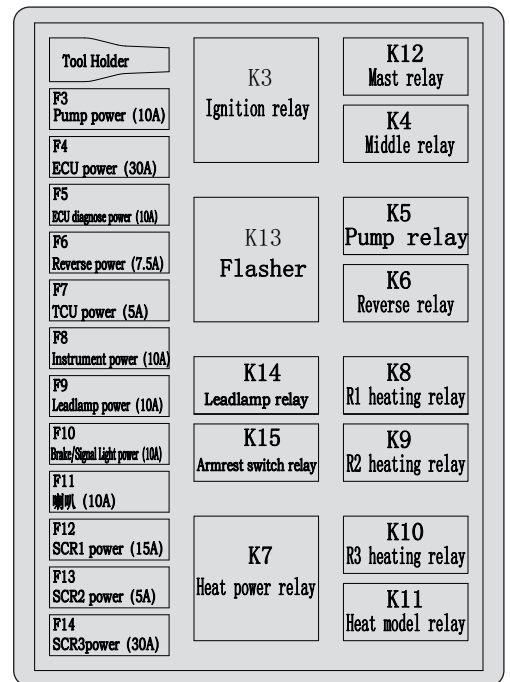 Tool Holder
F3
Pump power (10A)
F4
ECU power (30A)
F5
ECU diagnose power (10A)
F6
Reverse power (7.5A)
F7
TCU power (5A)
F8
Instrument power (10A)
F9
Leadlamp power (10A)
F10
Brake/Signal Light power (10A)
F11
喇叭 (10A)
F12
SCR1 power (15A)
F13
SCR2 power (5A)
F14
SCR3power (30A)
K3
Ignition relay
K13
Flasher
K14
Leadlamp relay
K15
Armrest switch relay
K7
Heat power relay
K12
Mast relay
K4
Middle relay
K5
Pump relay
K6
Reverse relay
K8
R1 heating relay
K9
R2 heating relay
K10
R3 heating relay
K11
Heat model relay